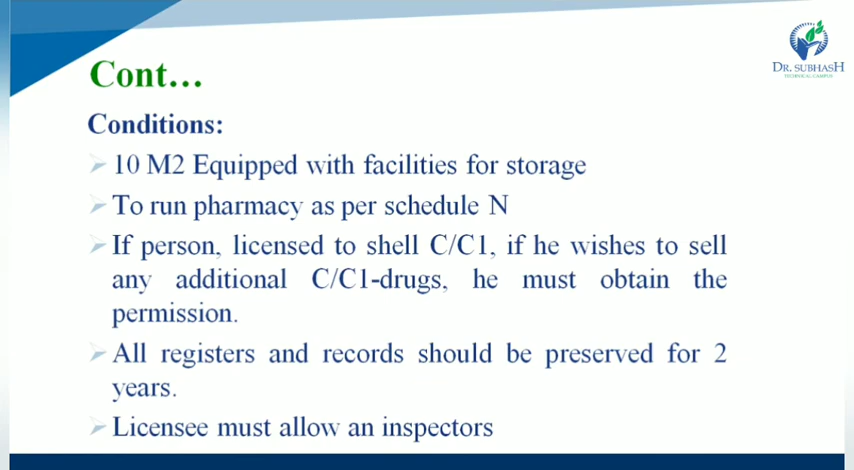 DR. SUBHASH
TECHNICAL CAMPUS
Cont...
Conditions:
10 M2 Equipped with facilities for storage
To run pharmacy as per schedule N
If person, licensed to shell C/C1, if he wishes to sell
any additional C/C1-drugs, he must obtain the
permission.
All registers and records should be preserved for 2
years.
Licensee must allow an inspectors